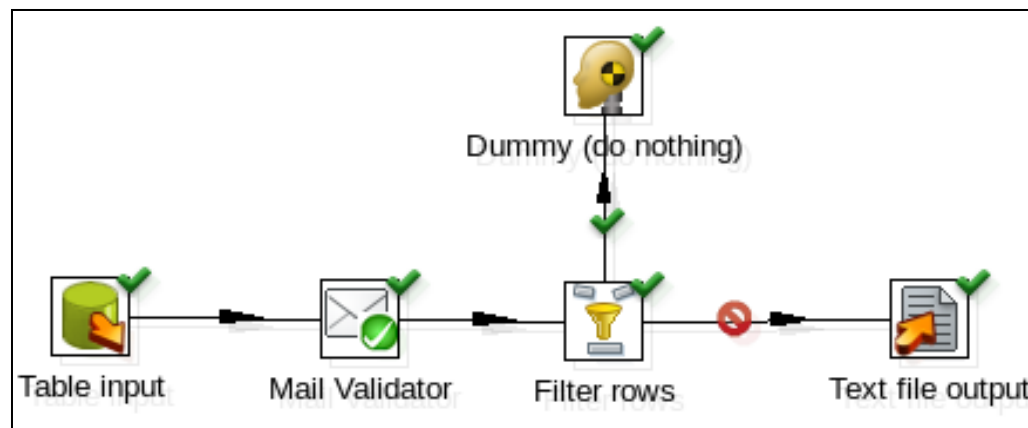 Dummy (do nothing)
Table input
Mail Validator
Filter rows
Text file output